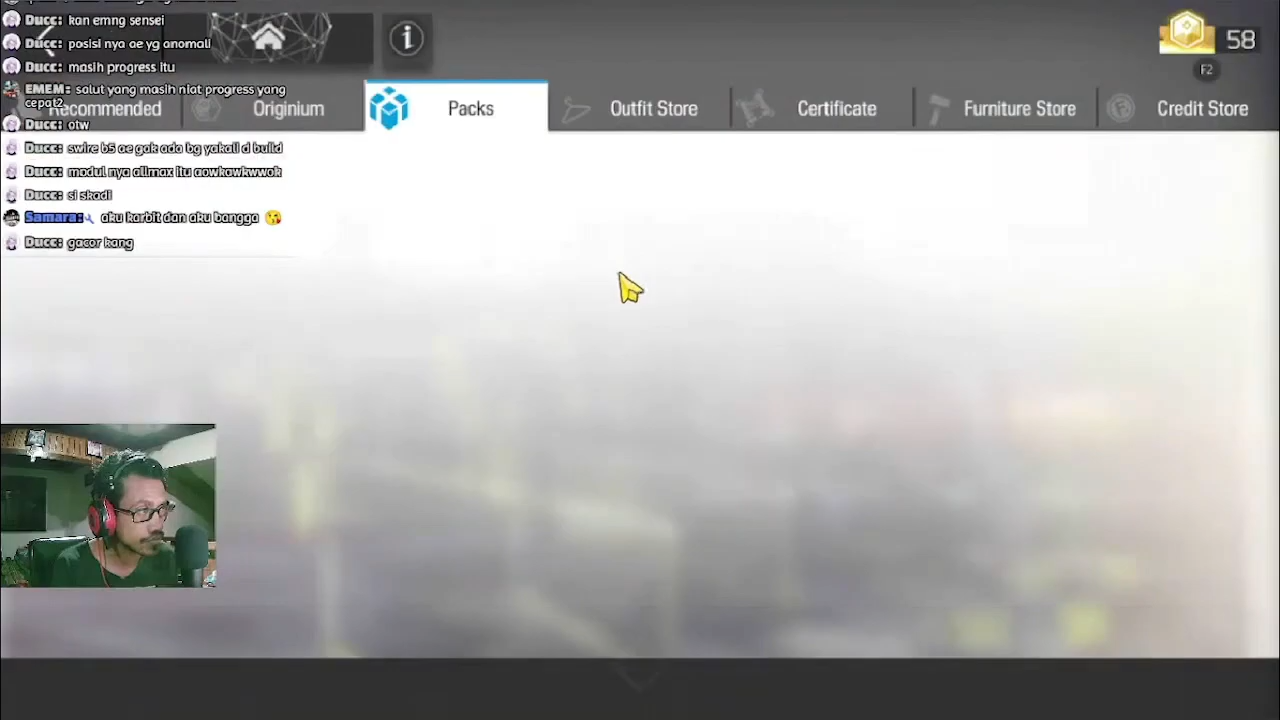 Ducc: kan emng sensei
Ducc: posisi nya ae yg anomali
Ducc: masih progress itu
EMEM: salut yang masih niat progress yang
cepat2
Ducc: otw
Ducc: swire b5 ae gak ada bg yakali d build
Ducc: modul nya allmax itu aowkawkwwok
Ducc: si skadi
Samara: aku karbit dan aku bangga
Ducc: gacor kang
i
58
F2
Recommended
Originium
Packs
Outfit Store
Certificate
Furniture Store
Credit Store